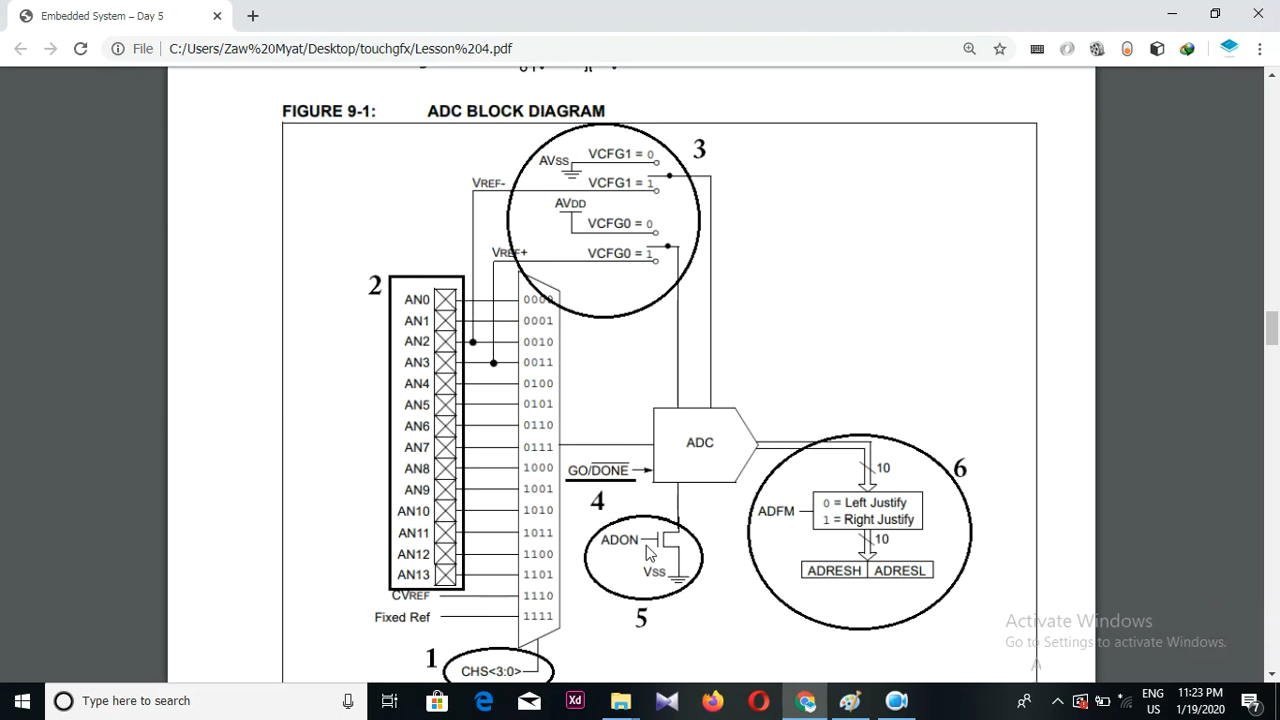 Embedded System – Day 5
File C:/Users/Zaw%20Myat/Desktop/touchgfx/Lesson%204.pdf
FIGURE 9-1: ADC BLOCK DIAGRAM
3
AVSS
VCFG1 = 0
VREF-
VCFG1 = 1
AVDD
VCFG0 = 0
VREF+
VCFG0 = 1
2
AN0 0000
AN1 0001
AN2 0010
AN3 0011
AN4 0100
AN5 0101
AN6 0110
AN7 0111
AN8 1000
AN9 1001
AN10 1010
AN11 1011
AN12 1100
AN13 1101
CVREF 1110
Fixed Ref 1111
1
CHS<3:0>
ADC
GO/DONE
4
ADON
VSS
5
6
10
ADFM
0 = Left Justify
1 = Right Justify
10
ADRESH ADRESL
Activate Windows
Go to Settings to activate Windows.
A
Type here to search
Xd
ENG
US
11:23 PM
1/19/2020
7